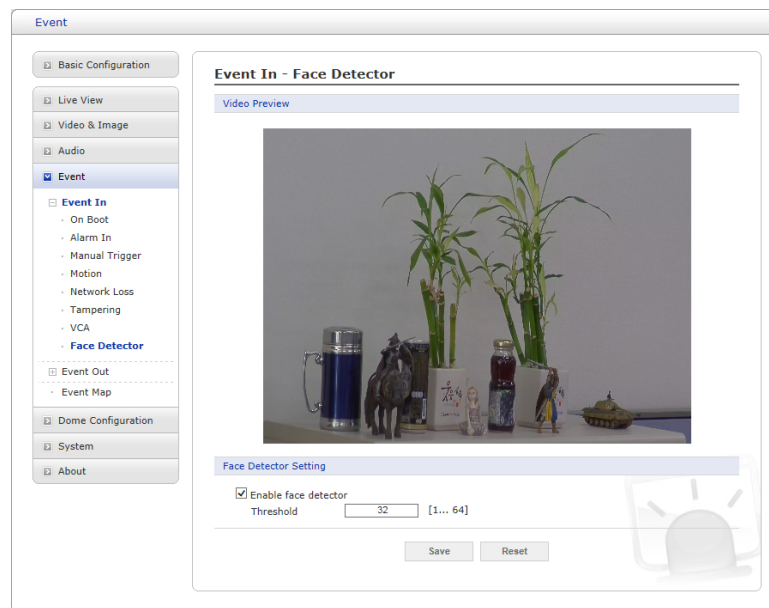 Event
Basic Configuration
Live View
Video & Image
Audio
Event
Event In
On Boot
Alarm In
Manual Trigger
Motion
Network Loss
Tampering
VCA
Face Detector
Event Out
Event Map
Dome Configuration
System
About
Event In - Face Detector
Video Preview
Face Detector Setting
Enable face detector
Threshold 32 [1... 64]
Save Reset